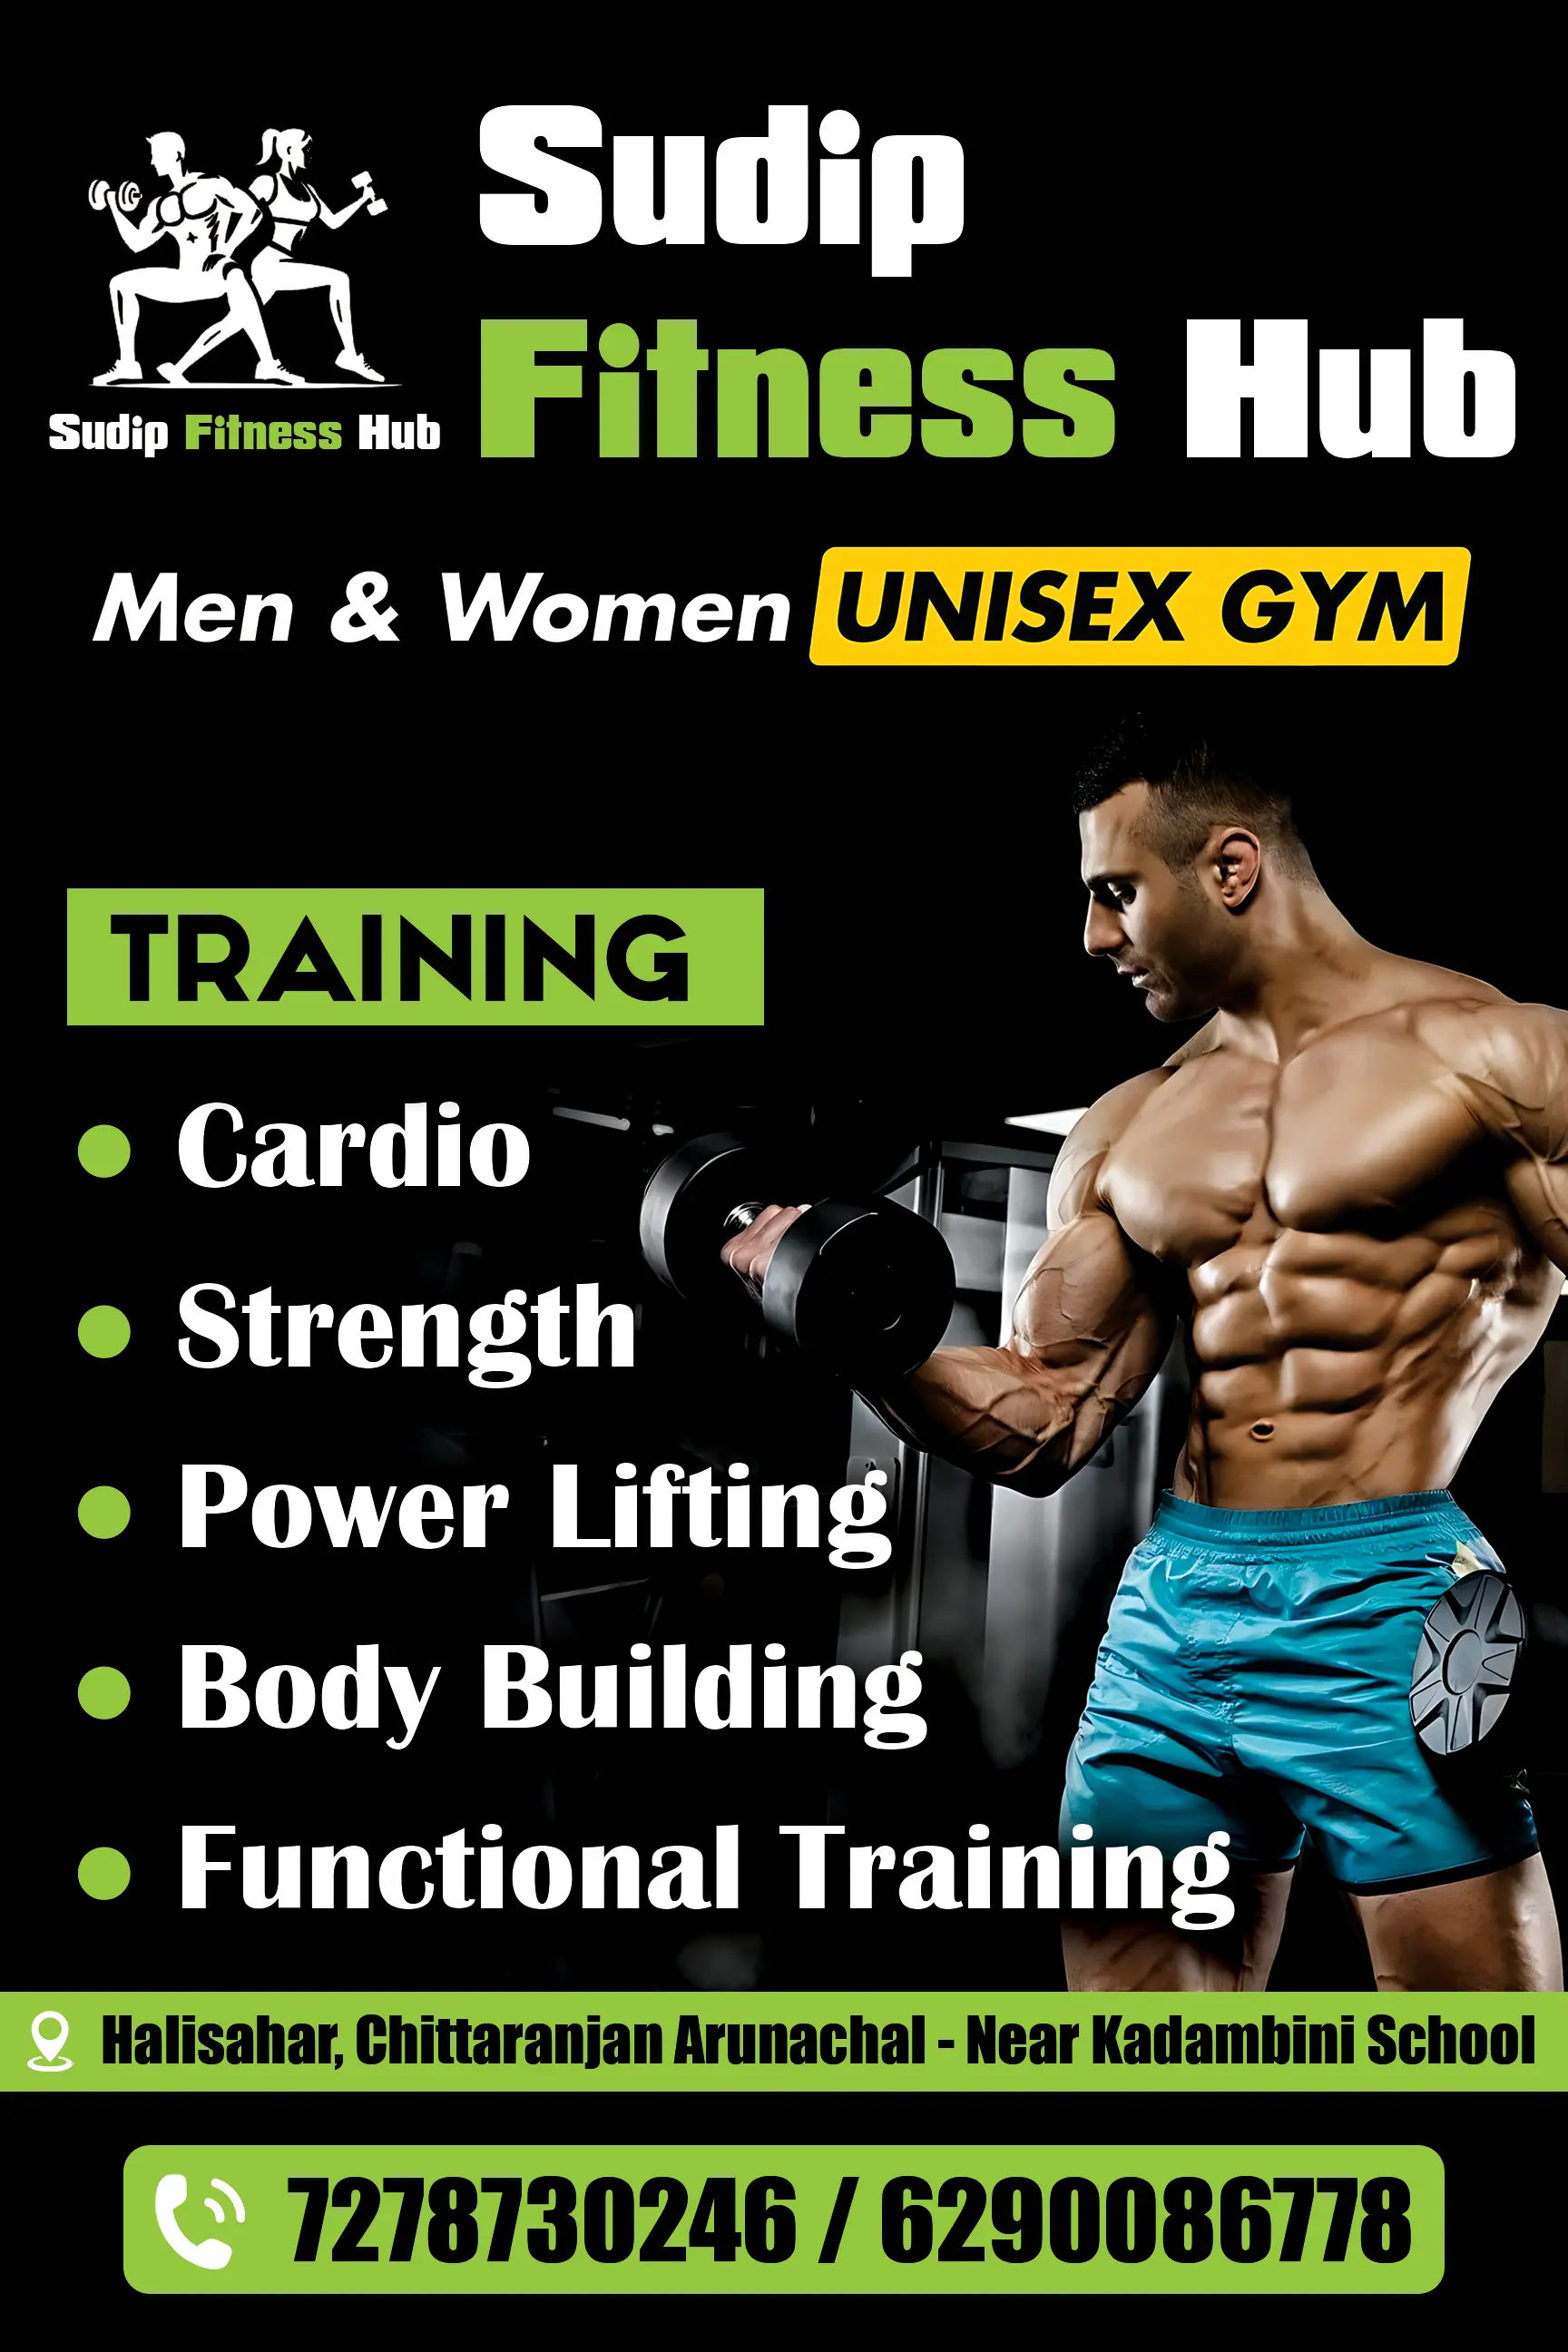 Sudip
Fitness Hub
Sudip Fitness Hub
Men & Women UNISEX GYM
TRAINING
Cardio
Strength
Power Lifting
Body Building
Functional Training
Halisahar, Chittaranjan Arunachal - Near Kadambini School
7278730246 / 6290086778